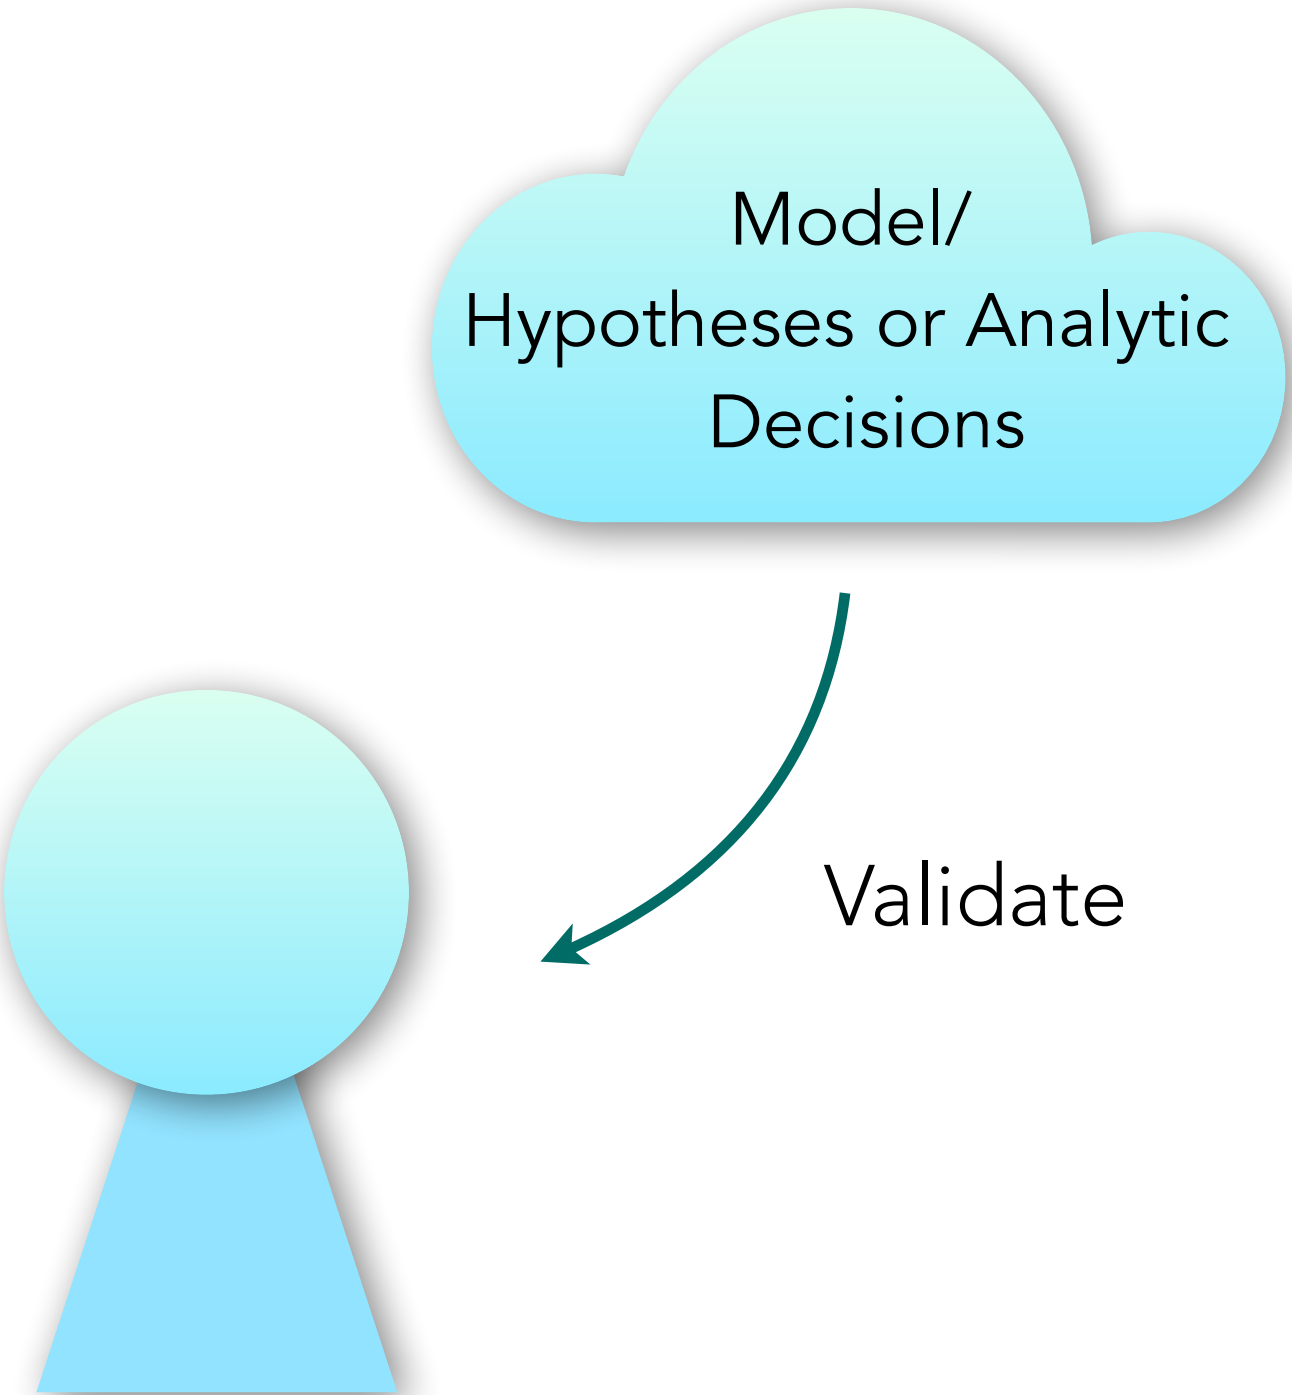 Model/
Hypotheses or Analytic
Decisions
Validate